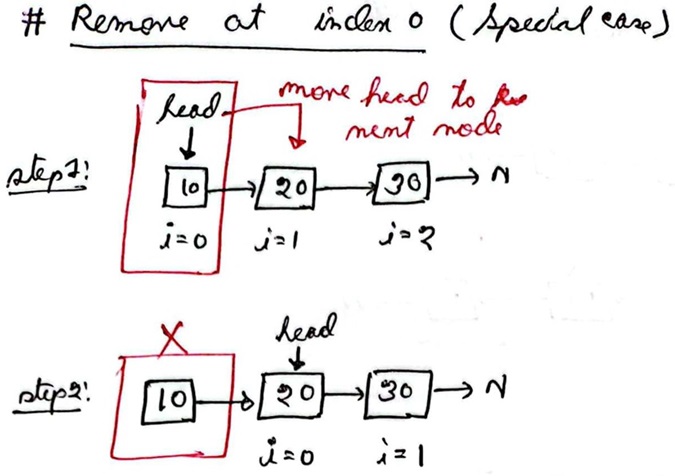 # Remove at index 0 (special case)
head move head to
next node
step1: 10 20 30 N
i=0 i=1 i=2
X head
step2: 10 20 30 N
i=0 i=1